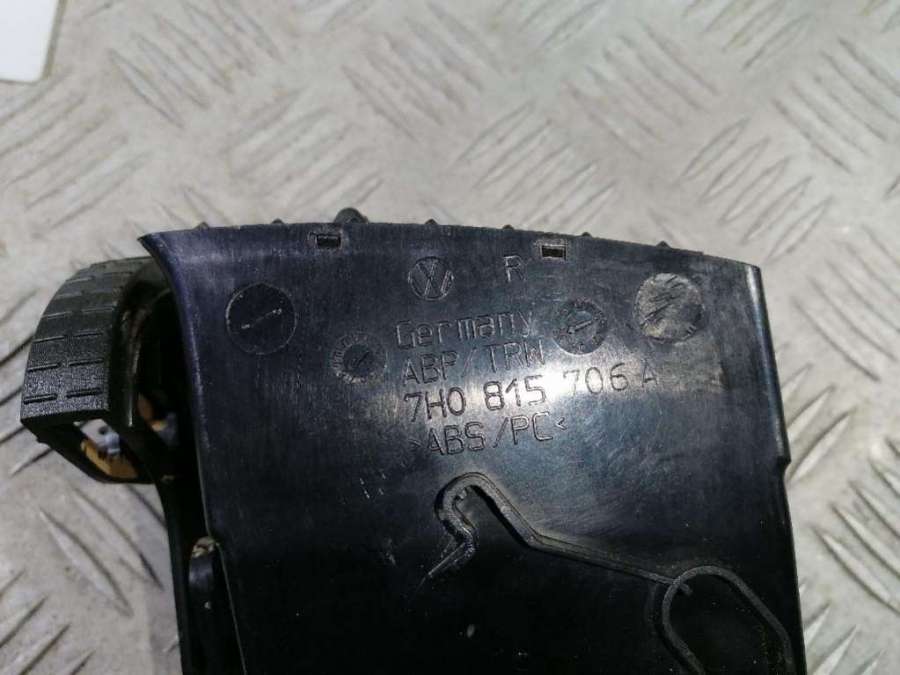 R
Germany
ABP/TRW
7H0 815 706 A
>ABS/PC<